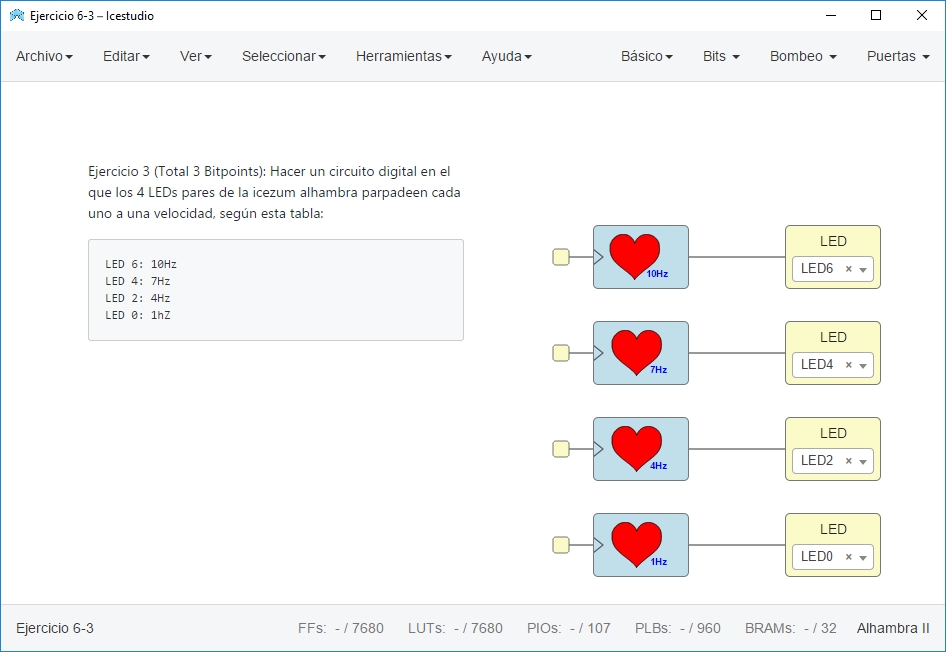 Ejercicio 6-3 – Icestudio
Archivo Editar Ver Seleccionar Herramientas Ayuda Básico Bits Bombeo Puertas
Ejercicio 3 (Total 3 Bitpoints): Hacer un circuito digital en el
que los 4 LEDs pares de la icezum alhambra parpadeen cada
uno a una velocidad, según esta tabla:
LED 6: 10Hz
LED 4: 7Hz
LED 2: 4Hz
LED 0: 1hZ
10Hz
LED
LED6 ×
7Hz
LED
LED4 ×
4Hz
LED
LED2 ×
1Hz
LED
LED0 ×
Ejercicio 6-3 FFs: - / 7680 LUTs: - / 7680 PIOs: - / 107 PLBs: - / 960 BRAMs: - / 32 Alhambra II